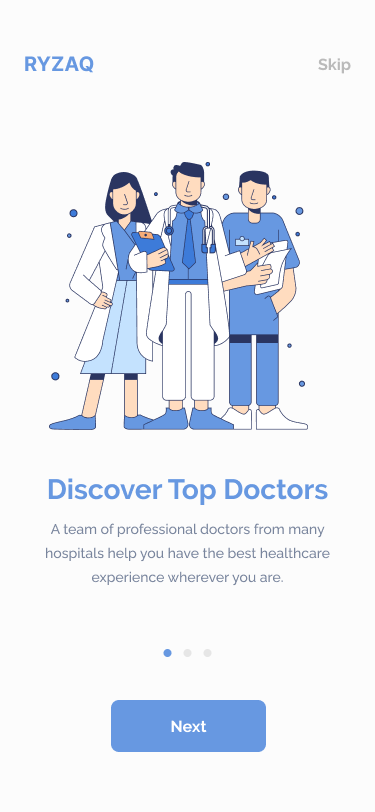 RYZAQ
Skip
Discover Top Doctors
A team of professional doctors from many
hospitals help you have the best healthcare
experience wherever you are.
Next